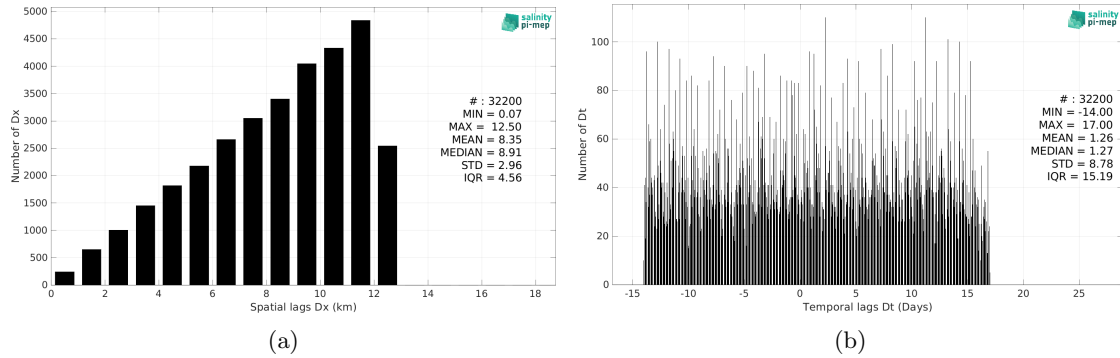 5000
4500
4000
3500
3000
2500
2000
1500
1000
500
0
Number of Dx
0 2 4 6 8 10 12 14 16 18
Spatial lags Dx (km)
salinity
pi-mep
# : 32200
MIN = 0.07
MAX = 12.50
MEAN = 8.35
MEDIAN = 8.91
STD = 2.96
IQR = 4.56
(a)
100
80
60
40
20
0
Number of Dt
-15 -10 -5 0 5 10 15 20 25
Temporal lags Dt (Days)
salinity
pi-mep
# : 32200
MIN = -14.00
MAX = 17.00
MEAN = 1.26
MEDIAN = 1.27
STD = 8.78
IQR = 15.19
(b)